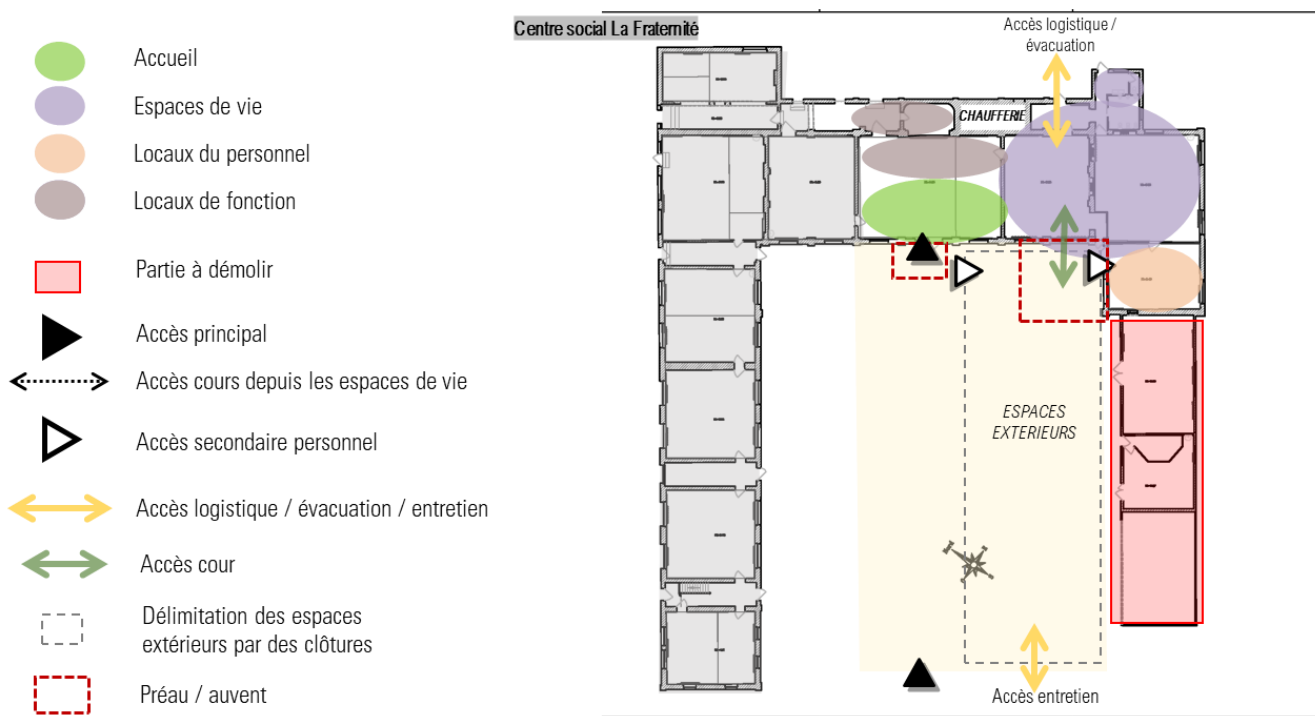 Centre social La Fraternité
Accès logistique /
évacuation
Accueil
Espaces de vie
Locaux du personnel
Locaux de fonction
Partie à démolir
Accès principal
Accès cours depuis les espaces de vie
Accès secondaire personnel
Accès logistique / évacuation / entretien
Accès cour
Délimitation des espaces
extérieurs par des clôtures
Préau / auvent
CHAUFFERIE
ESPACES
EXTERIEURS
Accès entretien